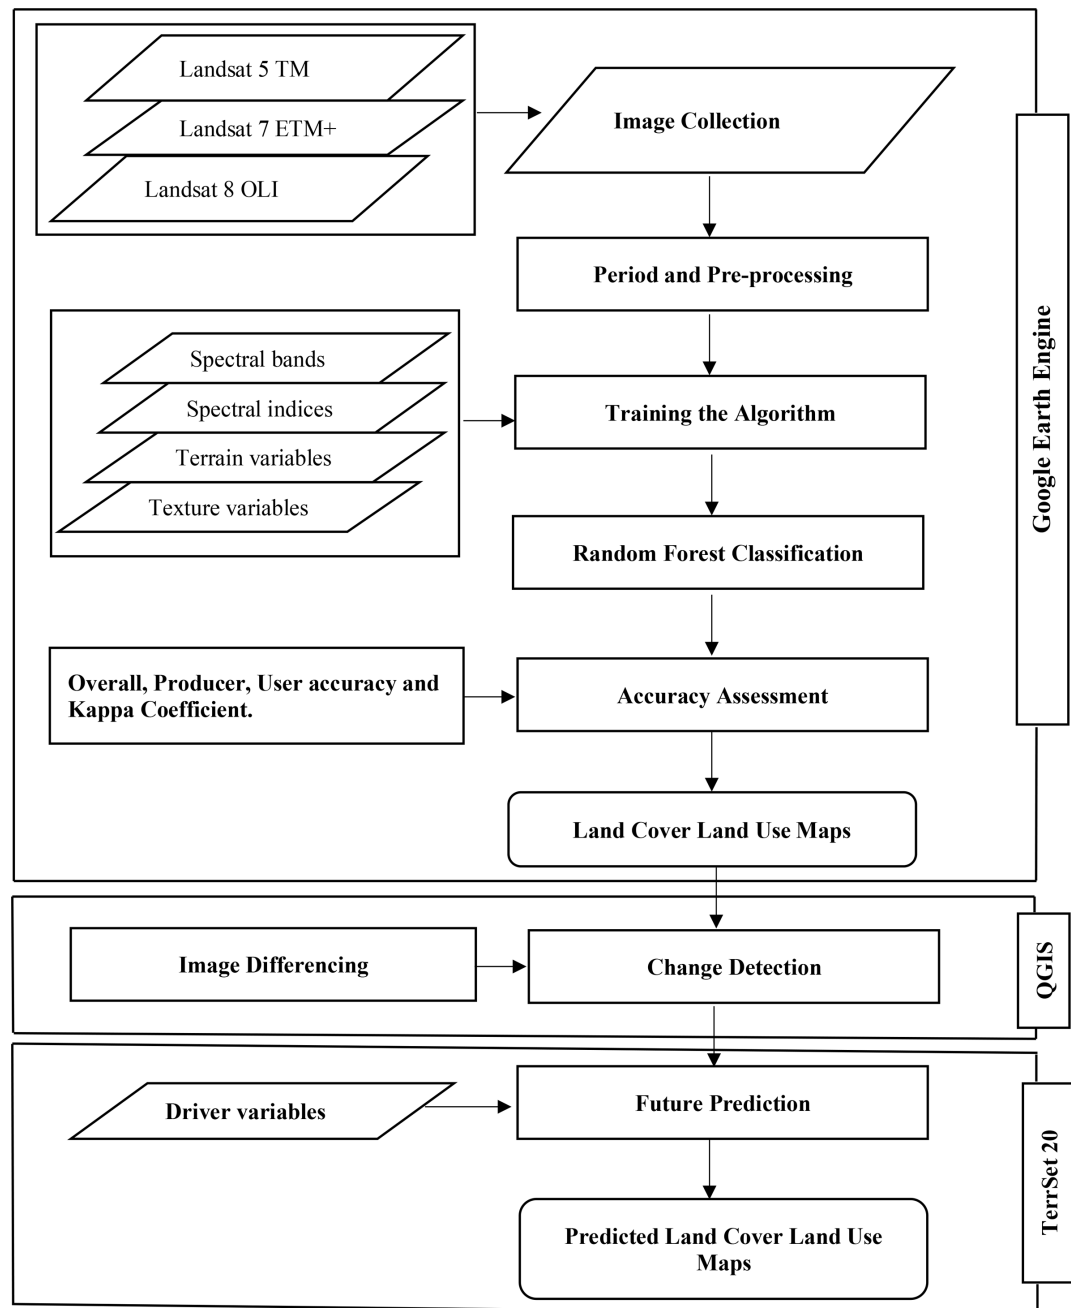 Landsat 5 TM
Landsat 7 ETM+
Landsat 8 OLI
Image Collection
Period and Pre-processing
Spectral bands
Spectral indices
Terrain variables
Texture variables
Training the Algorithm
Random Forest Classification
Overall, Producer, User accuracy and
Kappa Coefficient.
Accuracy Assessment
Land Cover Land Use Maps
Google Earth Engine
Image Differencing
Change Detection
QGIS
Driver variables
Future Prediction
Predicted Land Cover Land Use
Maps
TerrSet 20